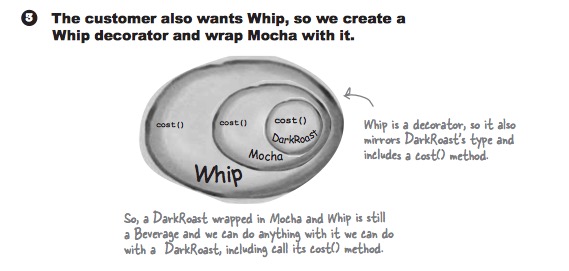 3 The customer also wants Whip, so we create a
Whip decorator and wrap Mocha with it.
cost()
cost()
cost()
DarkRoast
Mocha
Whip
Whip is a decorator, so it also
mirrors DarkRoast's type and
includes a cost() method.
So, a DarkRoast wrapped in Mocha and Whip is still
a Beverage and we can do anything with it we can do
with a DarkRoast, including call its cost() method.